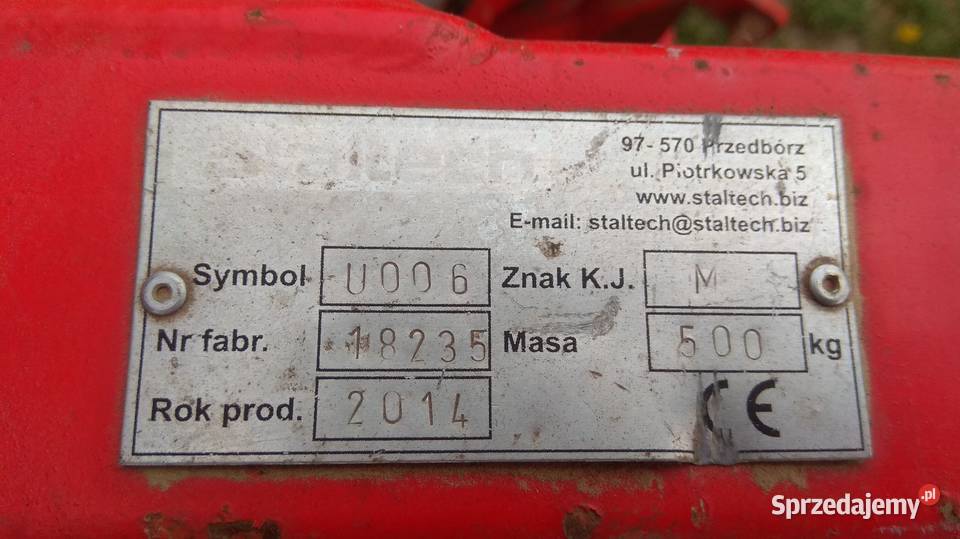 97- 570 Przedbórz
ul. Piotrkowska 5
www.staltech.biz
E-mail: staltech@staltech.biz
Symbol U006 Znak K.J. M
Nr fabr. 18235 Masa 500 kg
Rok prod. 2014 CE
Sprzedajemy.pl